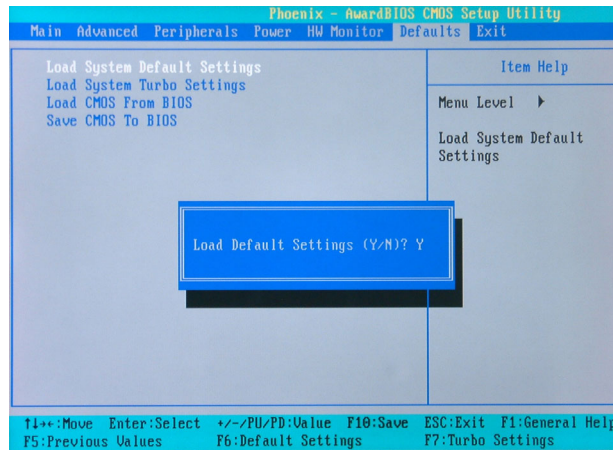 Phoenix - AwardBIOS CMOS Setup Utility
Main Advanced Peripherals Power HW Monitor Defaults Exit
Load System Default Settings
Load System Turbo Settings
Load CMOS From BIOS
Save CMOS To BIOS
Item Help
Menu Level
Load System Default
Settings
Load Default Settings (Y/N)? Y
↑↓→←:Move Enter:Select +/-/PU/PD:Value F10:Save ESC:Exit F1:General Help
F5:Previous Values F6:Default Settings F7:Turbo Settings